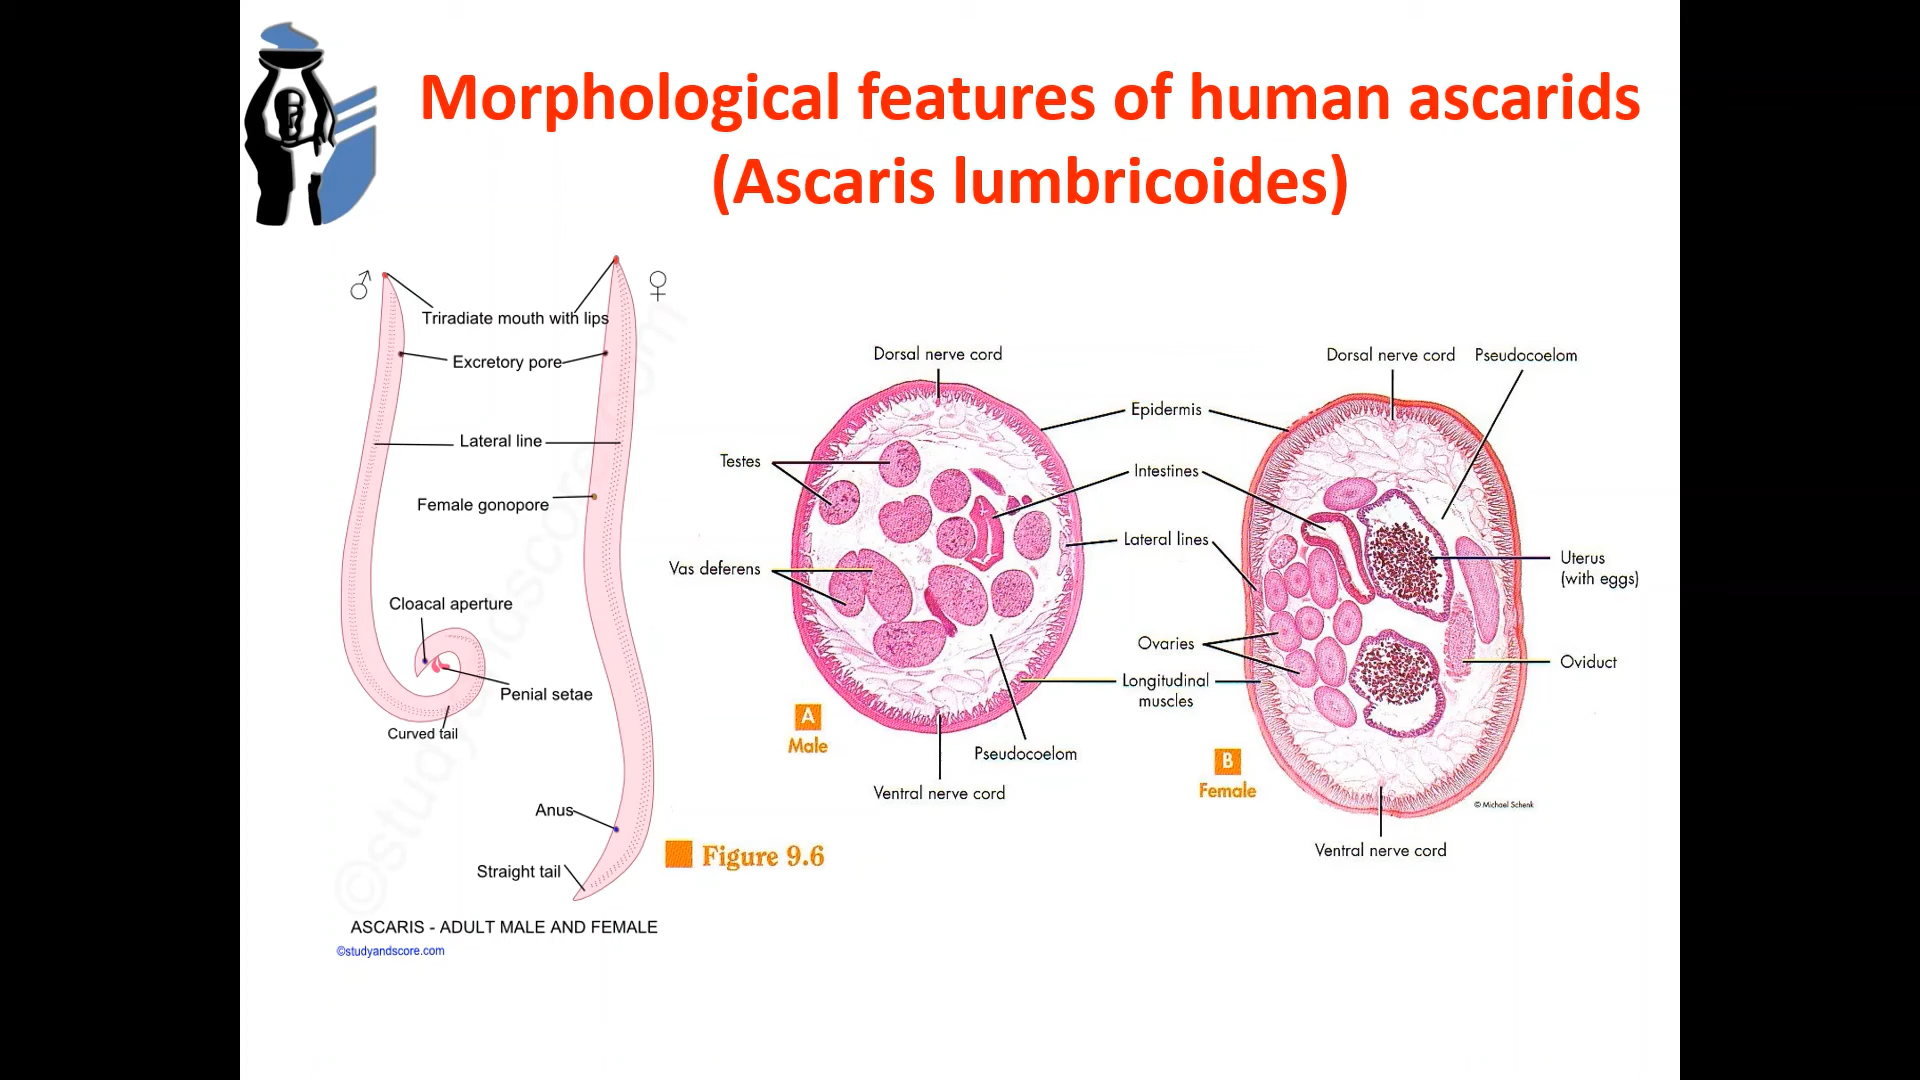 Morphological features of human ascarids
(Ascaris lumbricoides)
♂
♀
Triradiate mouth with lips
Excretory pore
Lateral line
Female gonopore
Cloacal aperture
Penial setae
Curved tail
Anus
Straight tail
ASCARIS - ADULT MALE AND FEMALE
©studyandscore.com
©studyandscore.com
Dorsal nerve cord
Testes
Vas deferens
A
Male
Pseudocoelom
Ventral nerve cord
Epidermis
Intestines
Lateral lines
Ovaries
Longitudinal
muscles
Dorsal nerve cord
Pseudocoelom
Uterus
(with eggs)
Oviduct
B
Female
© Michael Schenk
Ventral nerve cord
Figure 9.6